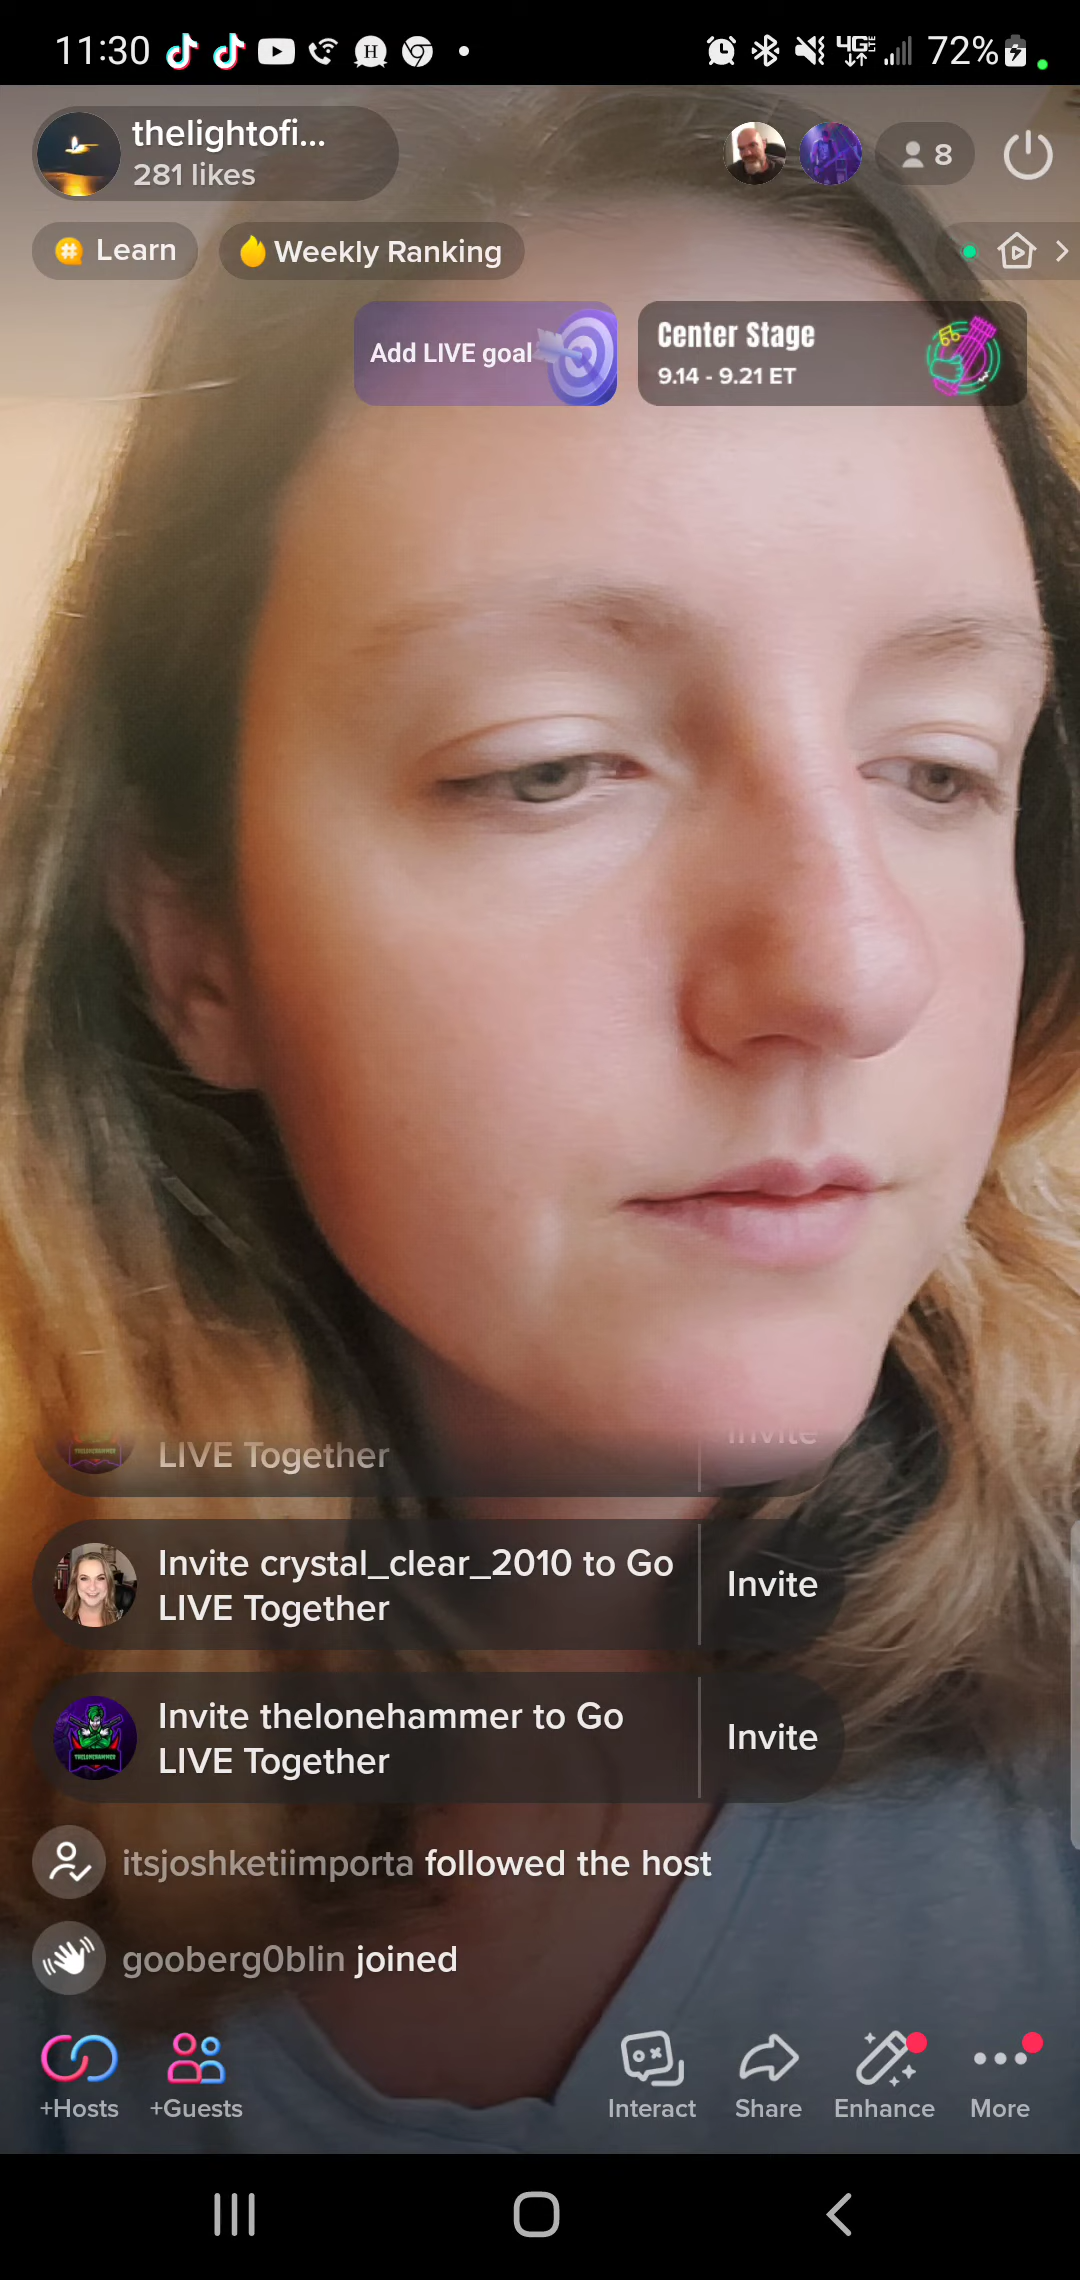 11:30
72%
thelightofi...
281 likes
8
Learn
Weekly Ranking
Add LIVE goal
Center Stage
9.14 - 9.21 ET
LIVE Together
Invite
Invite crystal_clear_2010 to Go
LIVE Together
Invite
Invite thelonehammer to Go
LIVE Together
Invite
itsjoshketiimporta followed the host
gooberg0blin joined
+Hosts
+Guests
Interact
Share
Enhance
More